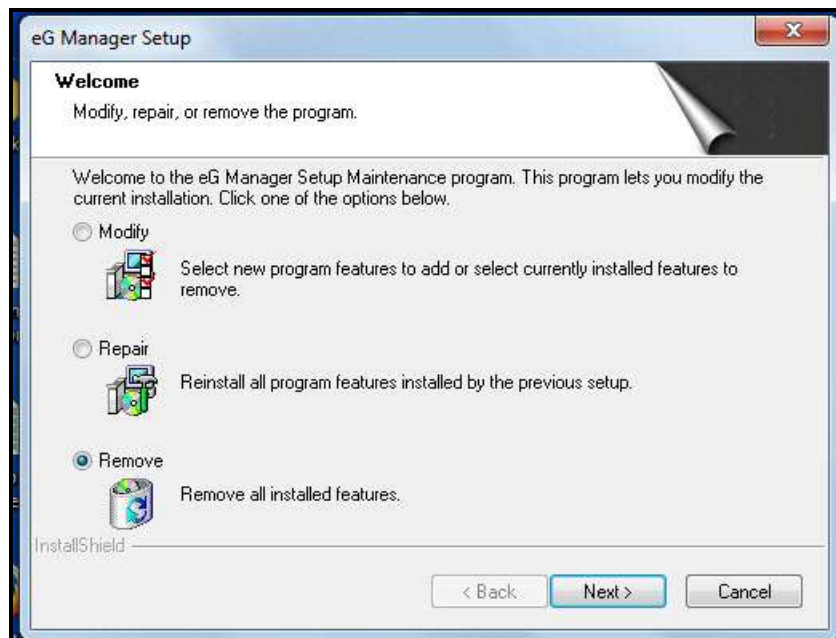 eG Manager Setup
Welcome
Modify, repair, or remove the program.
Welcome to the eG Manager Setup Maintenance program. This program lets you modify the
current installation. Click one of the options below.
Modify
Select new program features to add or select currently installed features to
remove.
Repair
Reinstall all program features installed by the previous setup.
Remove
Remove all installed features.
InstallShield
< Back Next > Cancel